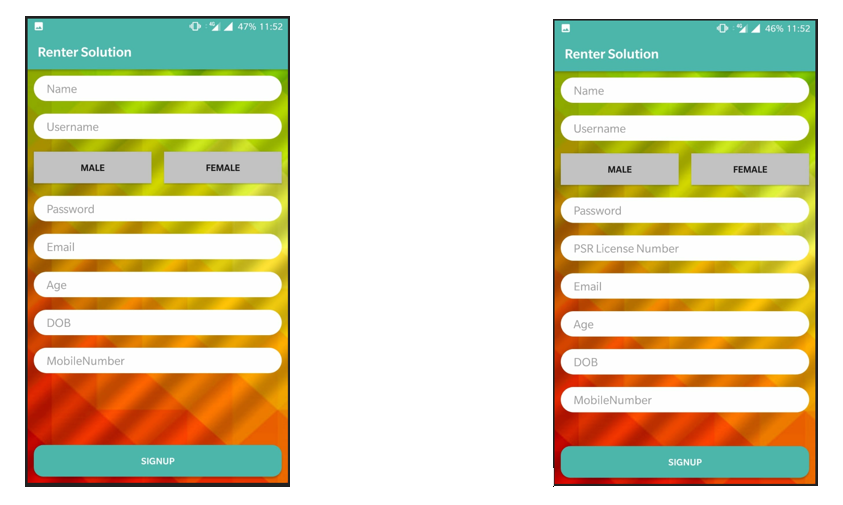 47% 11:52
Renter Solution
Name
Username
MALE FEMALE
Password
Email
Age
DOB
MobileNumber
SIGNUP
46% 11:52
Renter Solution
Name
Username
MALE FEMALE
Password
PSR License Number
Email
Age
DOB
MobileNumber
SIGNUP